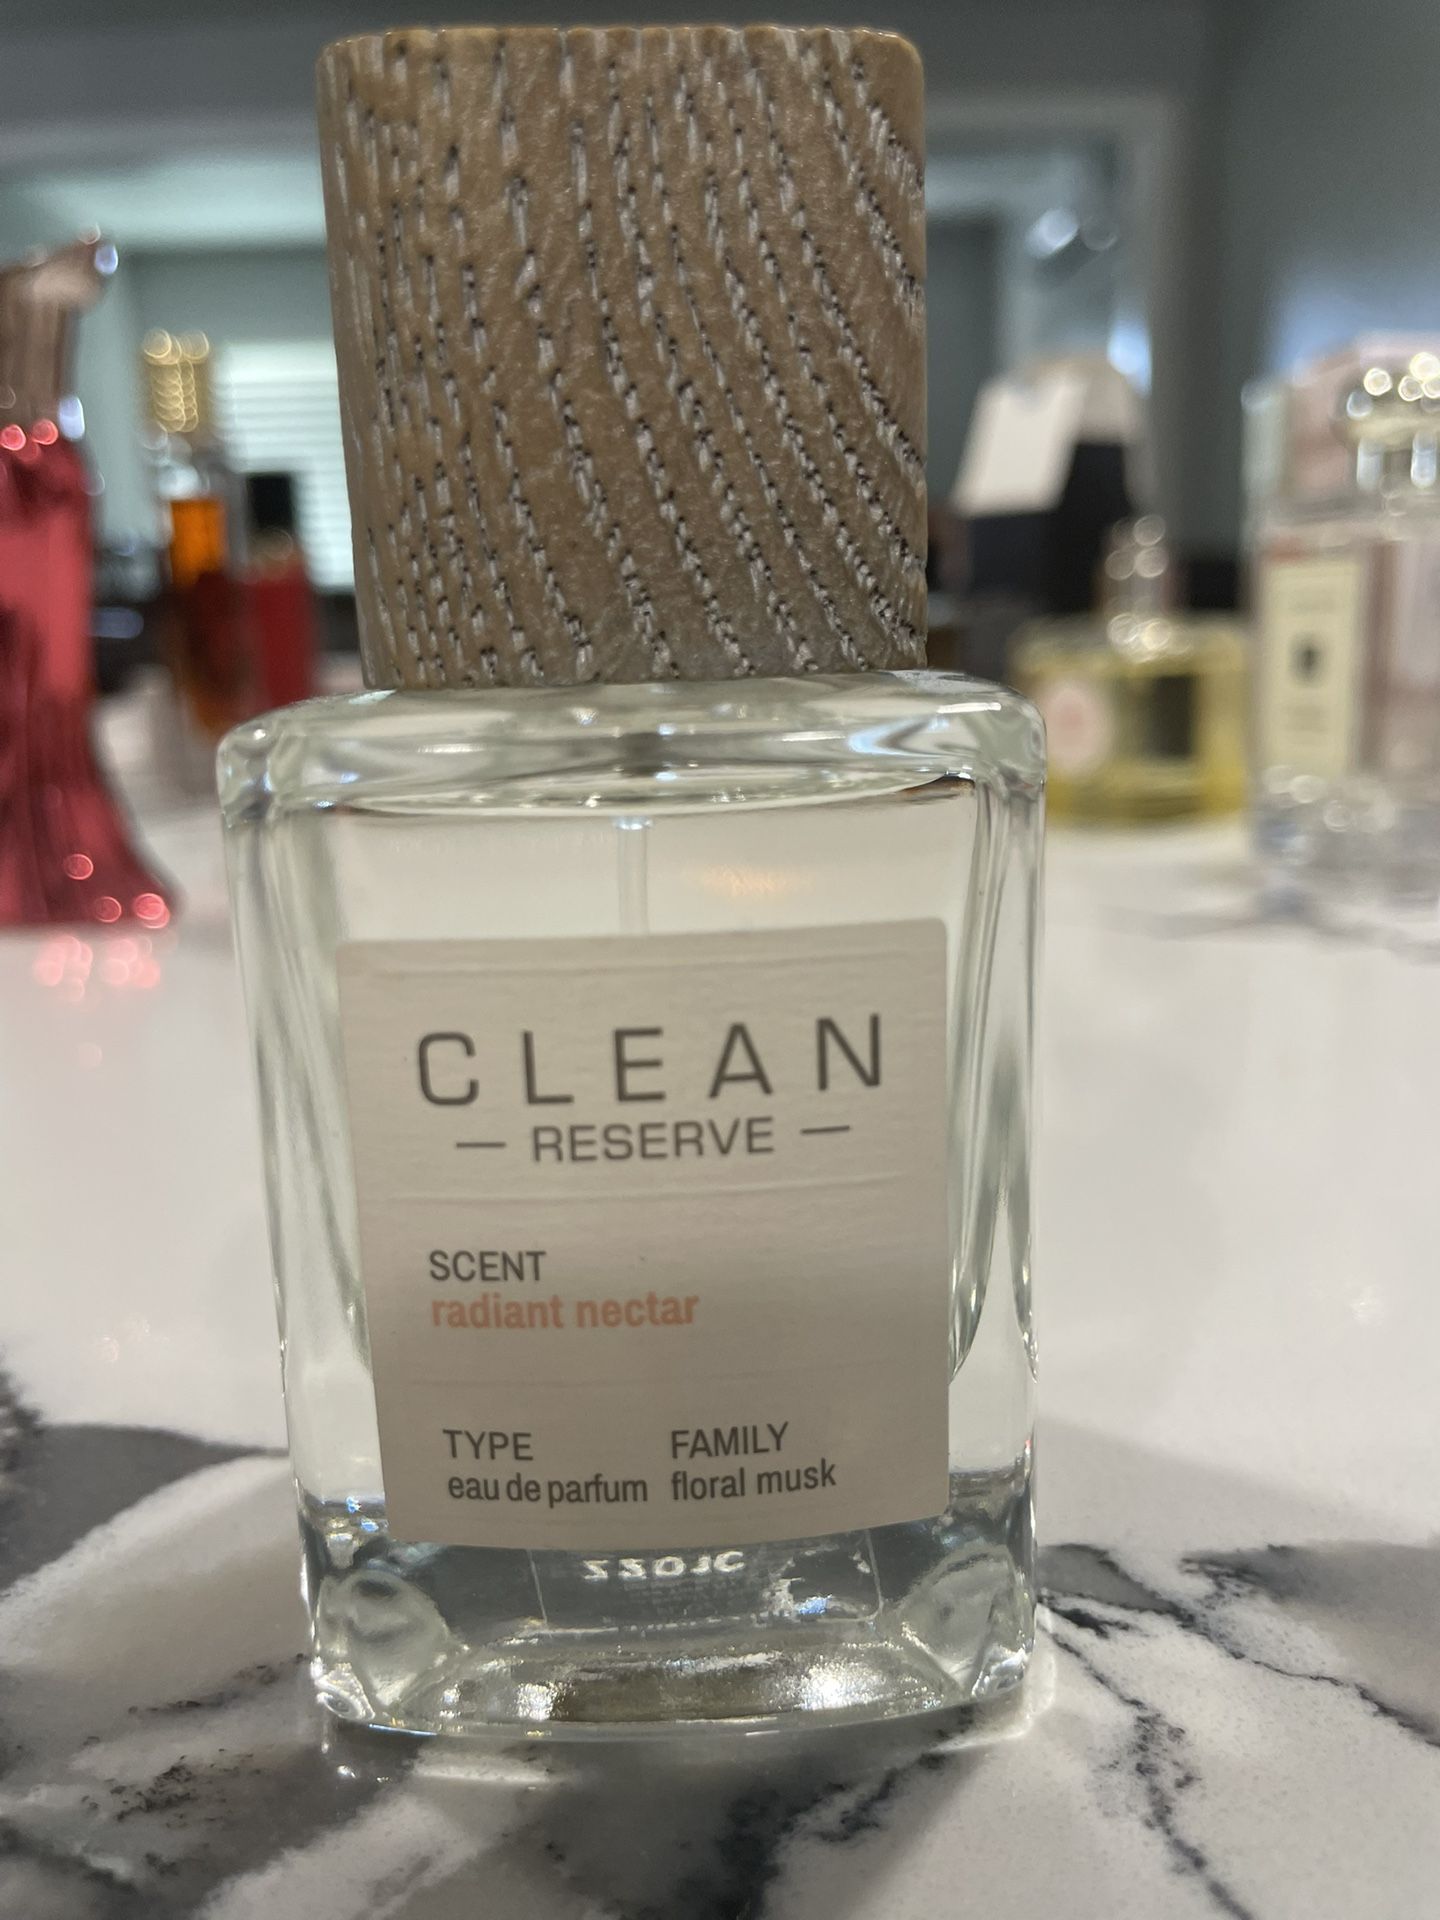 CLEAN
— RESERVE —
SCENT
radiant nectar
TYPE FAMILY
eau de parfum floral musk